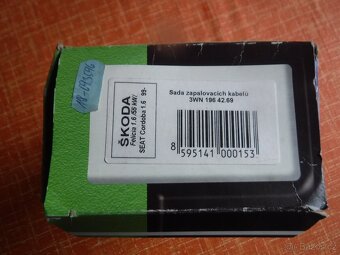 ŠKODA
Felicia 1.6 /55 kW/
SEAT Cordoba 1.6 95-
Sada zapalovacích kabelů
3WN 196 42.69
8 595141 000153